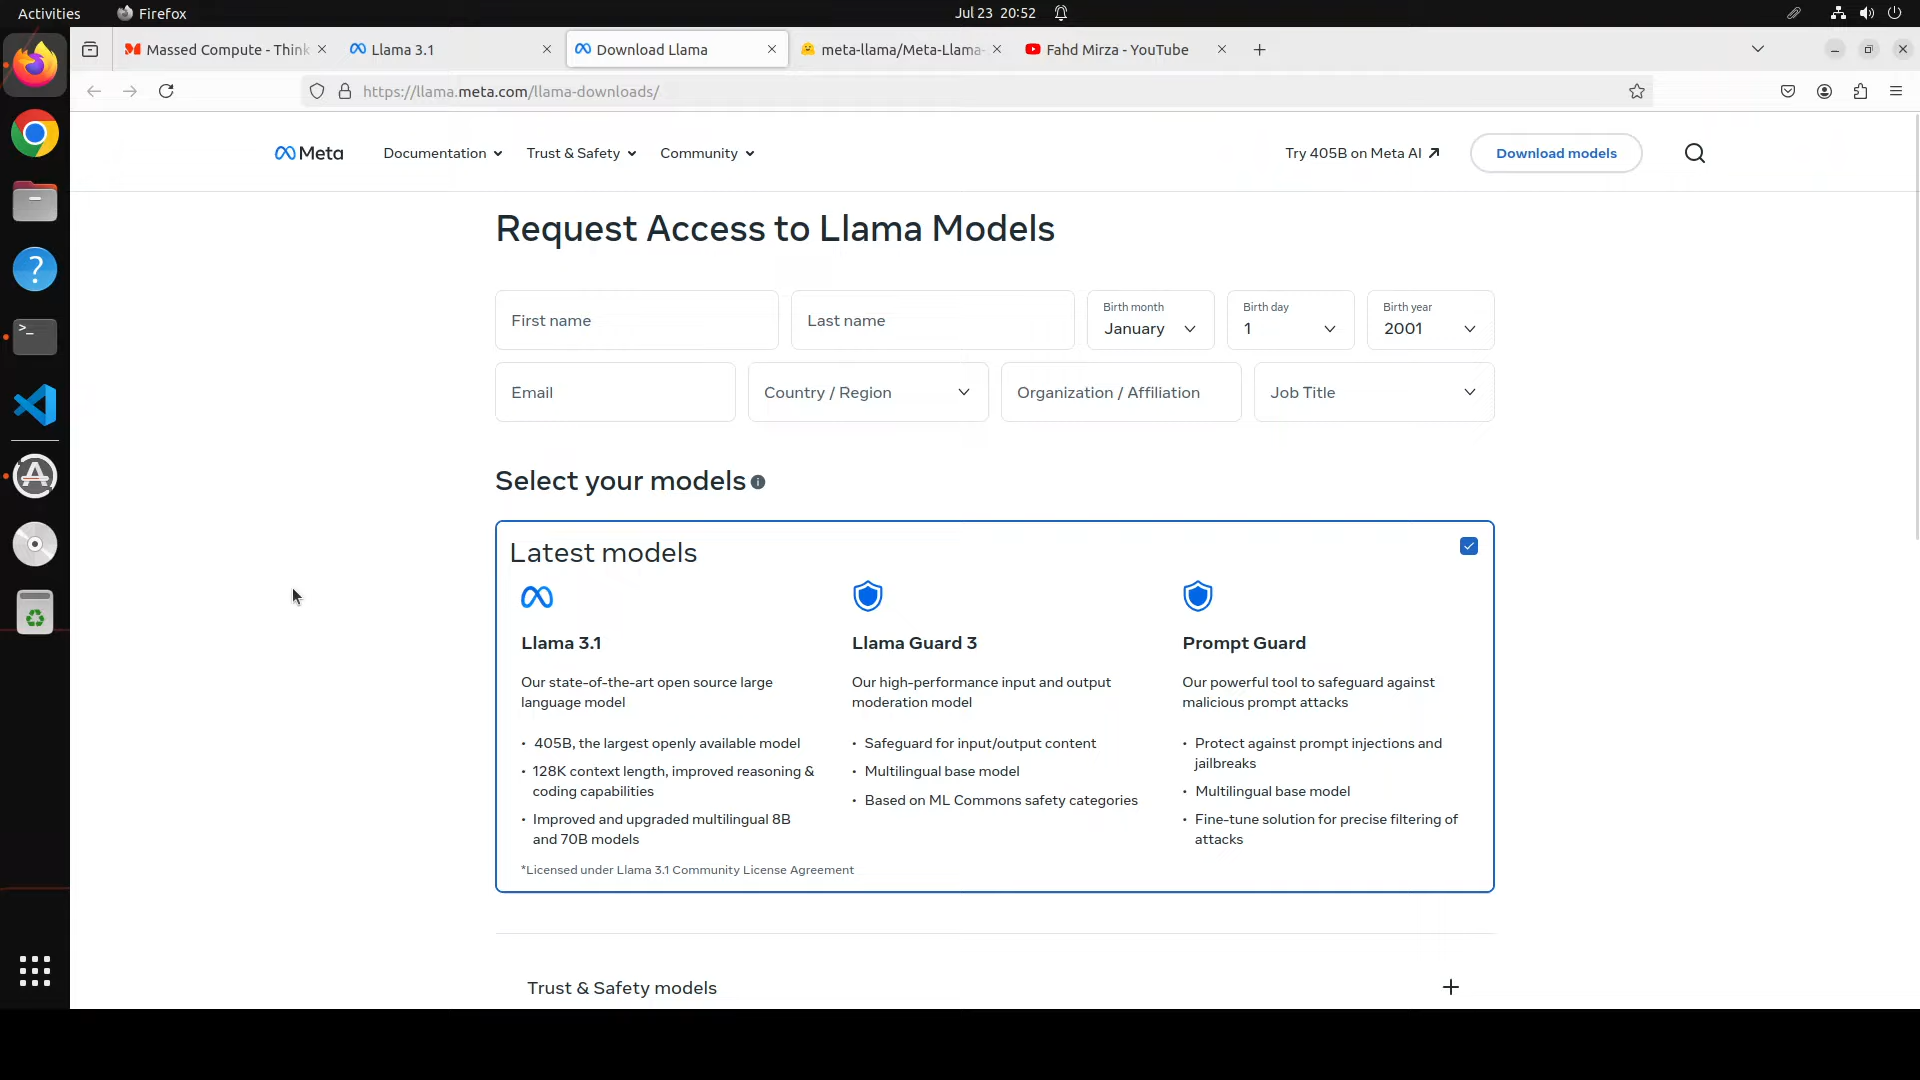 Activities
Firefox
Jul 23 20:52
Massed Compute - Think
Llama 3.1
Download Llama
meta-llama/Meta-Llama-
Fahd Mirza - YouTube
https://llama.meta.com/llama-downloads/
Meta
Documentation
Trust & Safety
Community
Try 405B on Meta AI
Download models
Request Access to Llama Models
First name
Last name
Birth month
January
Birth day
1
Birth year
2001
Email
Country / Region
Organization / Affiliation
Job Title
Select your models
Latest models
Llama 3.1
Our state-of-the-art open source large
language model
• 405B, the largest openly available model
• 128K context length, improved reasoning &
coding capabilities
• Improved and upgraded multilingual 8B
and 70B models
*Licensed under Llama 3.1 Community License Agreement
Llama Guard 3
Our high-performance input and output
moderation model
• Safeguard for input/output content
• Multilingual base model
• Based on ML Commons safety categories
Prompt Guard
Our powerful tool to safeguard against
malicious prompt attacks
• Protect against prompt injections and
jailbreaks
• Multilingual base model
• Fine-tune solution for precise filtering of
attacks
Trust & Safety models